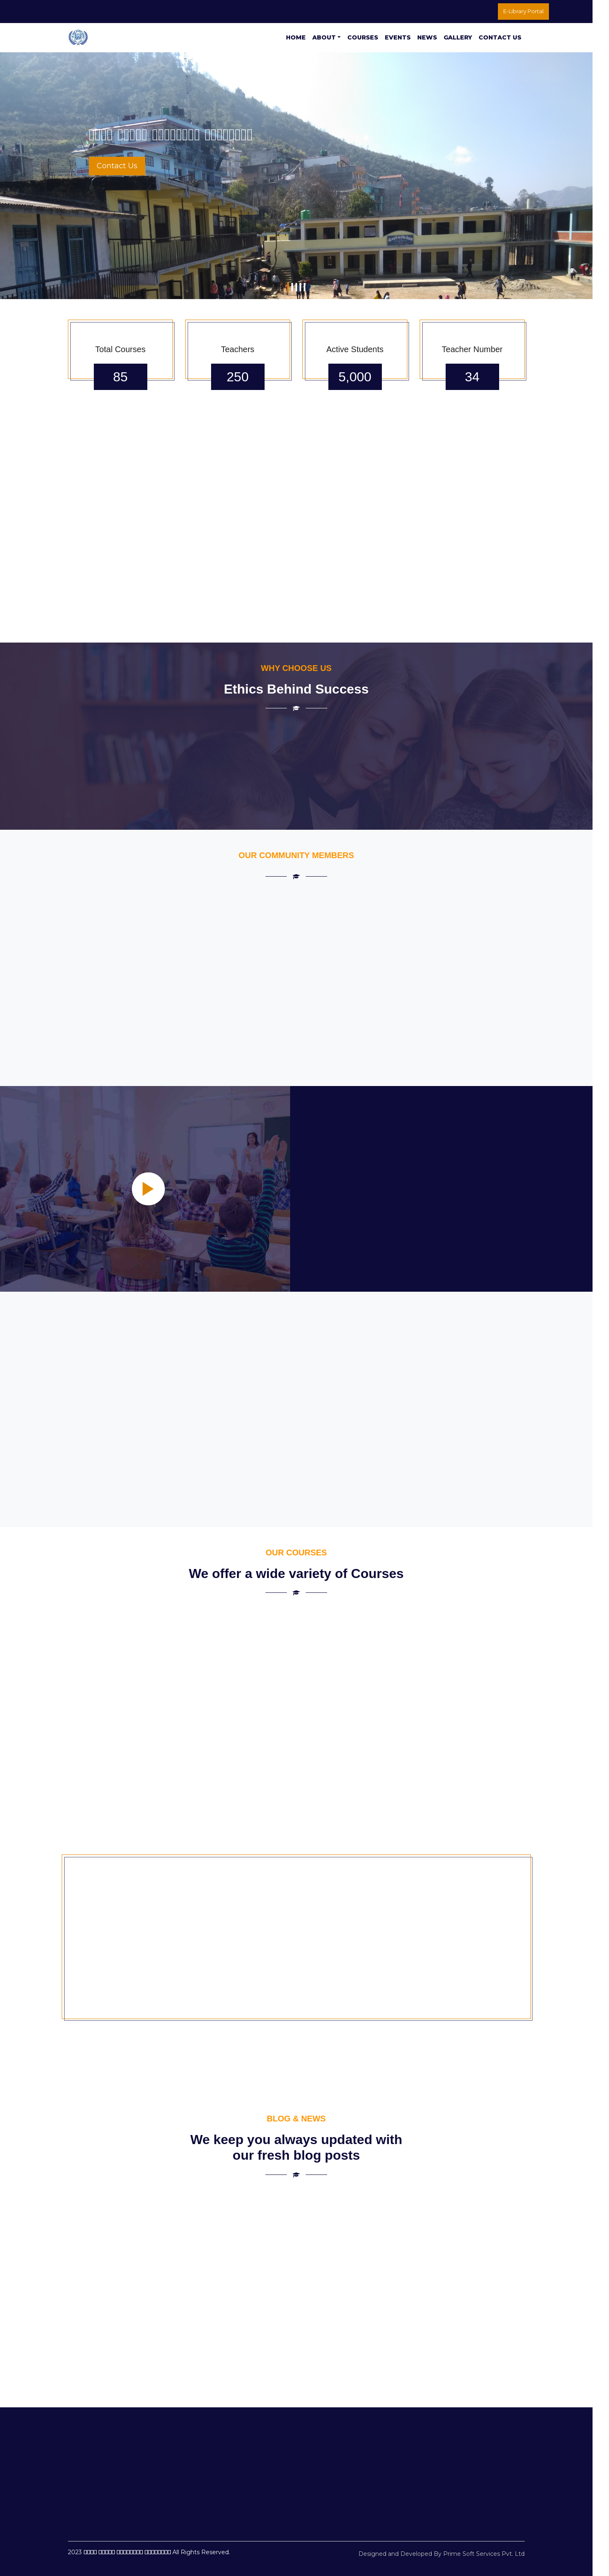 E-Library Portal
HOME ABOUT COURSES EVENTS NEWS GALLERY CONTACT US
Contact Us
Total Courses
85
Teachers
250
Active Students
5,000
Teacher Number
34
WHY CHOOSE US
Ethics Behind Success
OUR COMMUNITY MEMBERS
OUR COURSES
We offer a wide variety of Courses
BLOG & NEWS
We keep you always updated with
our fresh blog posts
2023 All Rights Reserved.
Designed and Developed By Prime Soft Services Pvt. Ltd